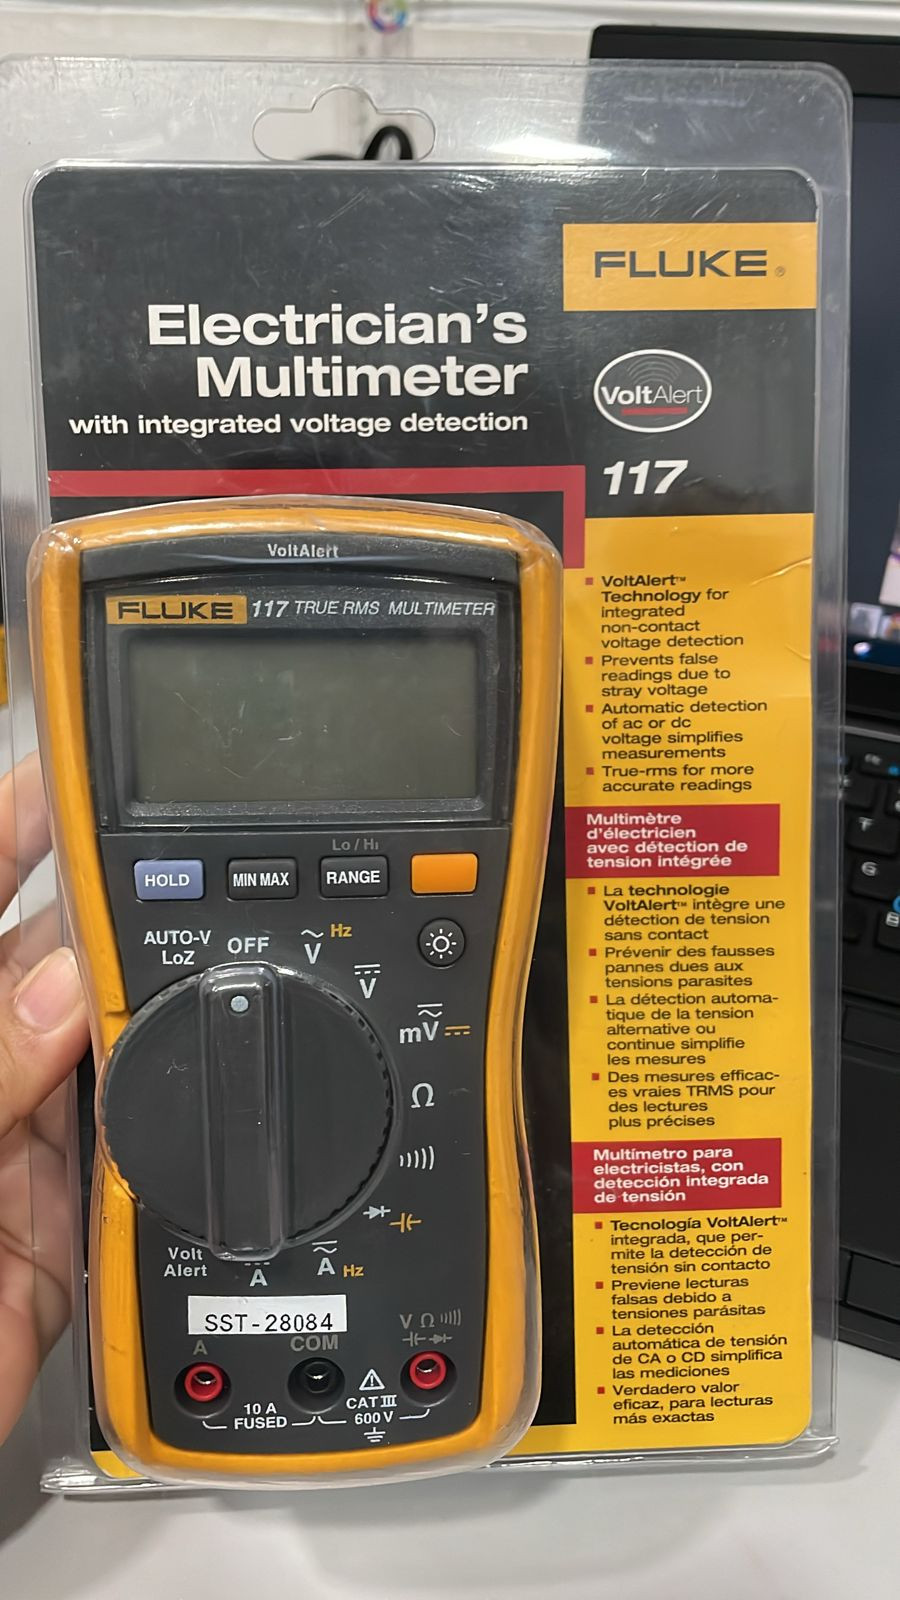 FLUKE®
Electrician's
Multimeter
with integrated voltage detection
VoltAlert
117
VoltAlert
FLUKE 117 TRUE RMS MULTIMETER
Lo / Hi
HOLD MIN MAX RANGE
AUTO-V
LoZ
OFF
V Hz
V
mV
Ω
Volt
Alert
A
A Hz
SST-28084
A COM V Ω
10 A
FUSED
CAT III
600 V
VoltAlert™
Technology for
integrated
non-contact
voltage detection
Prevents false
readings due to
stray voltage
Automatic detection
of ac or dc
voltage simplifies
measurements
True-rms for more
accurate readings
Multimètre
d'électricien
avec détection de
tension intégrée
La technologie
VoltAlert™ intègre une
détection de tension
sans contact
Prévenir des fausses
pannes dues aux
tensions parasites
La détection automa-
tique de la tension
alternative ou
continue simplifie
les mesures
Des mesures efficac-
es vraies TRMS pour
des lectures
plus précises
Multímetro para
electricistas, con
detección integrada
de tensión
Tecnología VoltAlert™
integrada, que per-
mite la detección de
tensión sin contacto
Previene lecturas
falsas debido a
tensiones parásitas
La detección
automática de tensión
de CA o CD simplifica
las mediciones
Verdadero valor
eficaz, para lecturas
más exactas